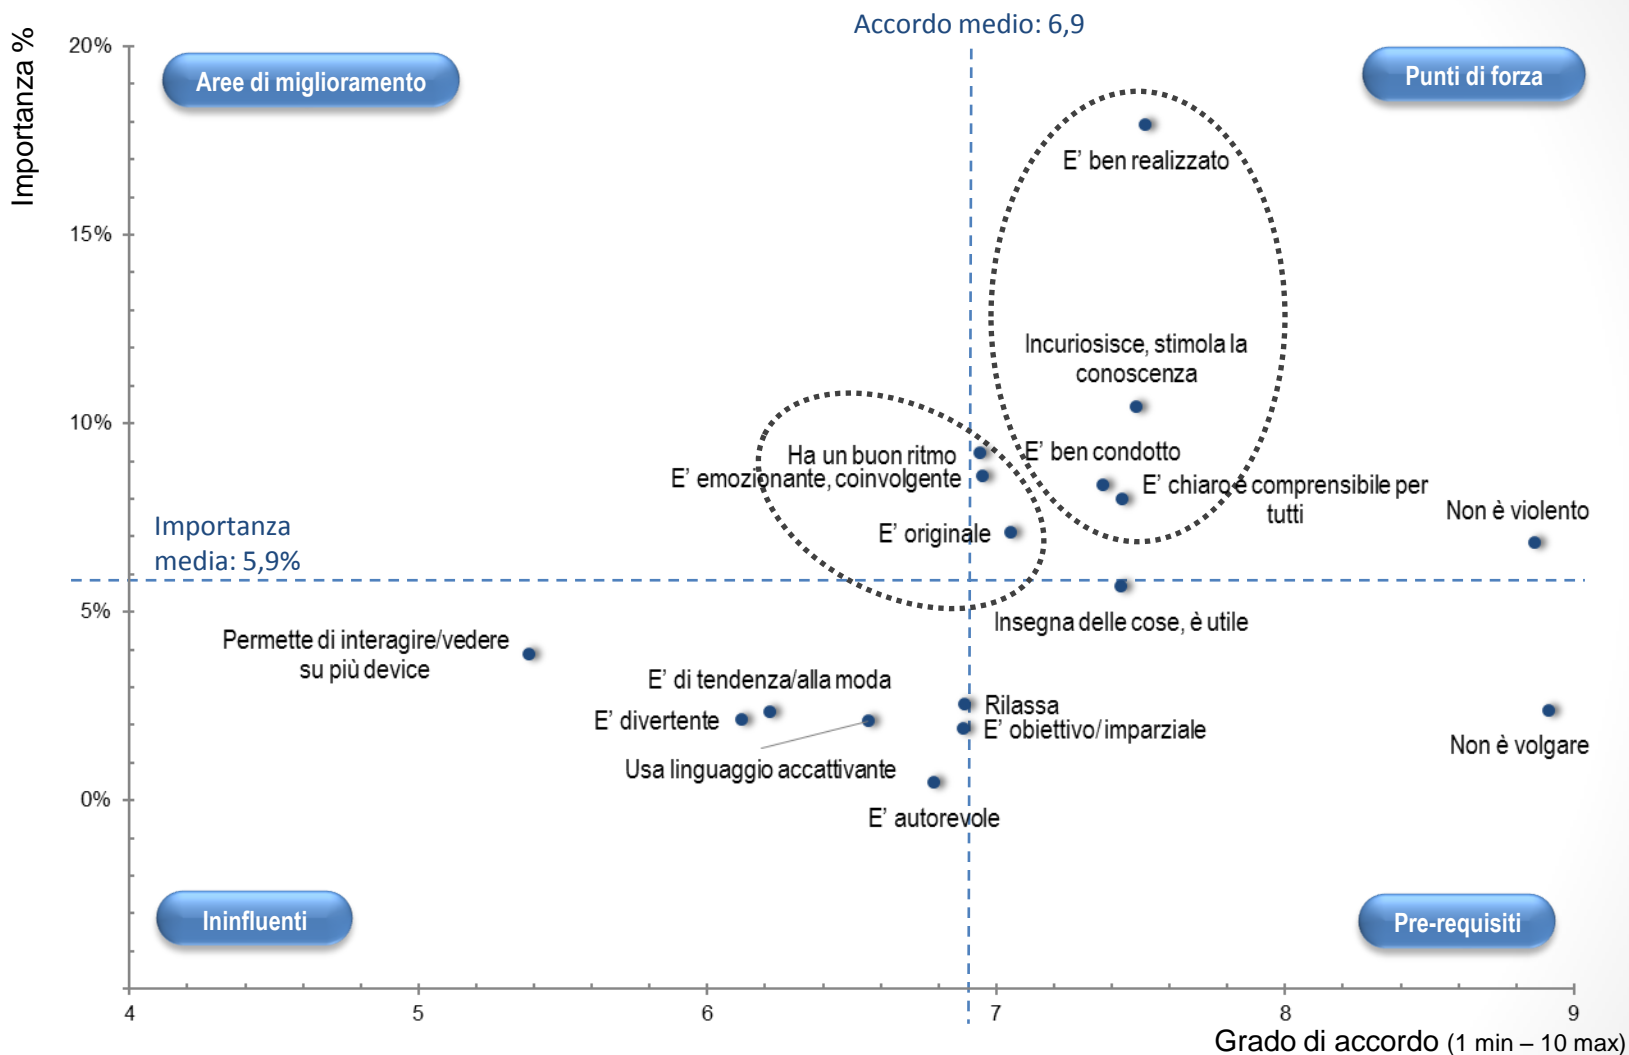 Accordo medio: 6,9
Importanza %
20%
Aree di miglioramento
Punti di forza
E' ben realizzato
15%
Incuriosisce, stimola la
conoscenza
10%
Ha un buon ritmo
E' ben condotto
E' emozionante, coinvolgente
E' chiaro e comprensibile per
tutti
Non è violento
E' originale
Importanza
media: 5,9%
5%
Insegna delle cose, è utile
Permette di interagire/vedere
su più device
E' di tendenza/alla moda
Rilassa
E' divertente
E' obiettivo/imparziale
Non è volgare
Usa linguaggio accattivante
0%
E' autorevole
Ininfluenti
Pre-requisiti
4 5 6 7 8 9
Grado di accordo (1 min – 10 max)